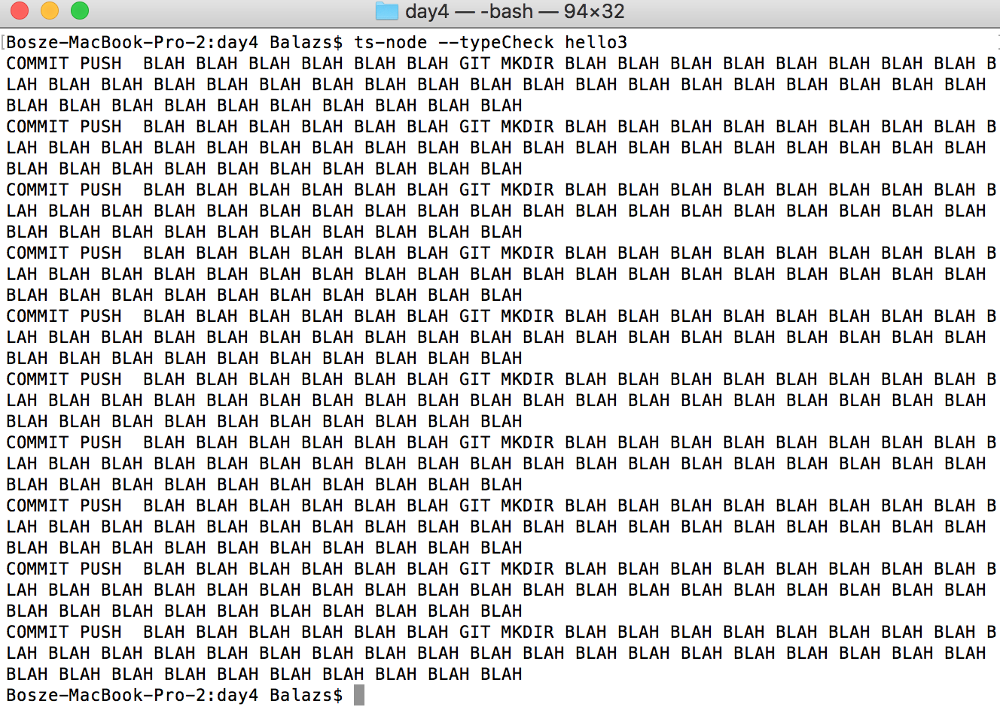 day4 — -bash — 94×32
Bosze-MacBook-Pro-2:day4 Balazs$ ts-node --typeCheck hello3
COMMIT PUSH  BLAH BLAH BLAH BLAH BLAH BLAH GIT MKDIR BLAH BLAH BLAH BLAH BLAH BLAH BLAH BLAH B
LAH BLAH BLAH BLAH BLAH BLAH BLAH BLAH BLAH BLAH BLAH BLAH BLAH BLAH BLAH BLAH BLAH BLAH BLAH
BLAH BLAH BLAH BLAH BLAH BLAH BLAH BLAH BLAH BLAH
COMMIT PUSH  BLAH BLAH BLAH BLAH BLAH BLAH GIT MKDIR BLAH BLAH BLAH BLAH BLAH BLAH BLAH BLAH B
LAH BLAH BLAH BLAH BLAH BLAH BLAH BLAH BLAH BLAH BLAH BLAH BLAH BLAH BLAH BLAH BLAH BLAH BLAH
BLAH BLAH BLAH BLAH BLAH BLAH BLAH BLAH BLAH BLAH
COMMIT PUSH  BLAH BLAH BLAH BLAH BLAH BLAH GIT MKDIR BLAH BLAH BLAH BLAH BLAH BLAH BLAH BLAH B
LAH BLAH BLAH BLAH BLAH BLAH BLAH BLAH BLAH BLAH BLAH BLAH BLAH BLAH BLAH BLAH BLAH BLAH BLAH
BLAH BLAH BLAH BLAH BLAH BLAH BLAH BLAH BLAH BLAH
COMMIT PUSH  BLAH BLAH BLAH BLAH BLAH BLAH GIT MKDIR BLAH BLAH BLAH BLAH BLAH BLAH BLAH BLAH B
LAH BLAH BLAH BLAH BLAH BLAH BLAH BLAH BLAH BLAH BLAH BLAH BLAH BLAH BLAH BLAH BLAH BLAH BLAH
BLAH BLAH BLAH BLAH BLAH BLAH BLAH BLAH BLAH BLAH
COMMIT PUSH  BLAH BLAH BLAH BLAH BLAH BLAH GIT MKDIR BLAH BLAH BLAH BLAH BLAH BLAH BLAH BLAH B
LAH BLAH BLAH BLAH BLAH BLAH BLAH BLAH BLAH BLAH BLAH BLAH BLAH BLAH BLAH BLAH BLAH BLAH BLAH
BLAH BLAH BLAH BLAH BLAH BLAH BLAH BLAH BLAH BLAH
COMMIT PUSH  BLAH BLAH BLAH BLAH BLAH BLAH GIT MKDIR BLAH BLAH BLAH BLAH BLAH BLAH BLAH BLAH B
LAH BLAH BLAH BLAH BLAH BLAH BLAH BLAH BLAH BLAH BLAH BLAH BLAH BLAH BLAH BLAH BLAH BLAH BLAH
BLAH BLAH BLAH BLAH BLAH BLAH BLAH BLAH BLAH BLAH
COMMIT PUSH  BLAH BLAH BLAH BLAH BLAH BLAH GIT MKDIR BLAH BLAH BLAH BLAH BLAH BLAH BLAH BLAH B
LAH BLAH BLAH BLAH BLAH BLAH BLAH BLAH BLAH BLAH BLAH BLAH BLAH BLAH BLAH BLAH BLAH BLAH BLAH
BLAH BLAH BLAH BLAH BLAH BLAH BLAH BLAH BLAH BLAH
COMMIT PUSH  BLAH BLAH BLAH BLAH BLAH BLAH GIT MKDIR BLAH BLAH BLAH BLAH BLAH BLAH BLAH BLAH B
LAH BLAH BLAH BLAH BLAH BLAH BLAH BLAH BLAH BLAH BLAH BLAH BLAH BLAH BLAH BLAH BLAH BLAH BLAH
BLAH BLAH BLAH BLAH BLAH BLAH BLAH BLAH BLAH BLAH
COMMIT PUSH  BLAH BLAH BLAH BLAH BLAH BLAH GIT MKDIR BLAH BLAH BLAH BLAH BLAH BLAH BLAH BLAH B
LAH BLAH BLAH BLAH BLAH BLAH BLAH BLAH BLAH BLAH BLAH BLAH BLAH BLAH BLAH BLAH BLAH BLAH BLAH
BLAH BLAH BLAH BLAH BLAH BLAH BLAH BLAH BLAH BLAH
COMMIT PUSH  BLAH BLAH BLAH BLAH BLAH BLAH GIT MKDIR BLAH BLAH BLAH BLAH BLAH BLAH BLAH BLAH B
LAH BLAH BLAH BLAH BLAH BLAH BLAH BLAH BLAH BLAH BLAH BLAH BLAH BLAH BLAH BLAH BLAH BLAH BLAH
BLAH BLAH BLAH BLAH BLAH BLAH BLAH BLAH BLAH BLAH
Bosze-MacBook-Pro-2:day4 Balazs$